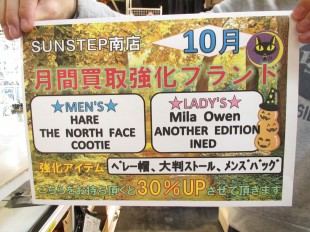 SUNSTEP南店
10月
月間買取強化ブランド
★MEN'S★
HARE
THE NORTH FACE
COOTIE
★LADY'S★
Mila Owen
ANOTHER EDITION
INED
強化アイテム
ベレー帽、大判ストール、メンズバッグ
こちらをお持ち頂くと30%UPさせて頂きます